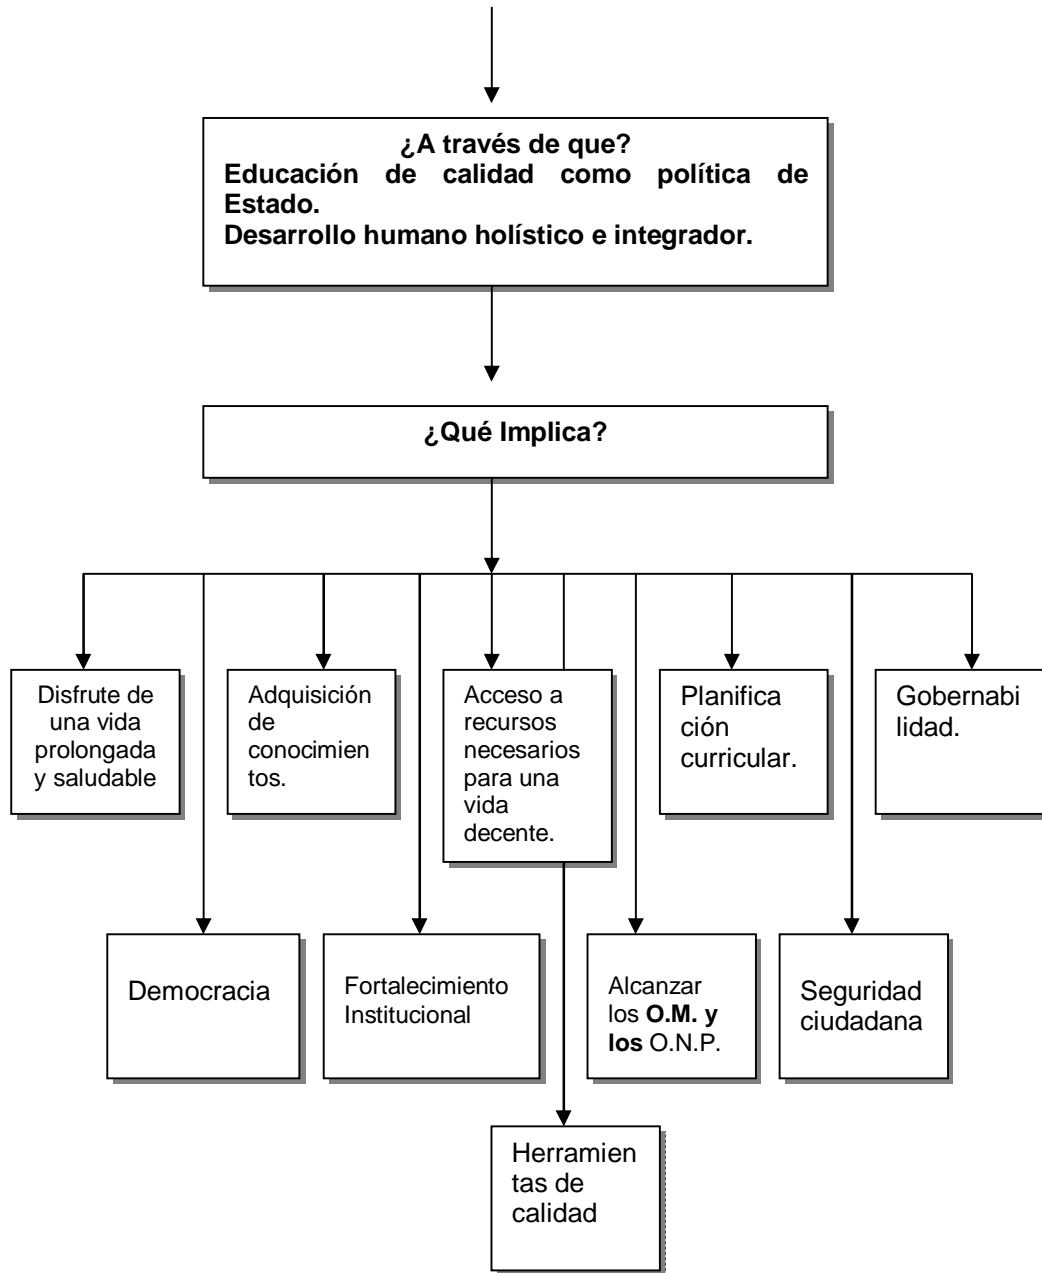 ¿A través de que?
Educación de calidad como política de
Estado.
Desarrollo humano holístico e integrador.
¿Qué Implica?
Disfrute de
una vida
prolongada
y saludable
Adquisición
de
conocimien
tos.
Acceso a
recursos
necesarios
para una
vida
decente.
Planifica
ción
curricular.
Gobernabi
lidad.
Democracia
Fortalecimiento
Institucional
Alcanzar
los O.M. y
los O.N.P.
Seguridad
ciudadana
Herramien
tas de
calidad